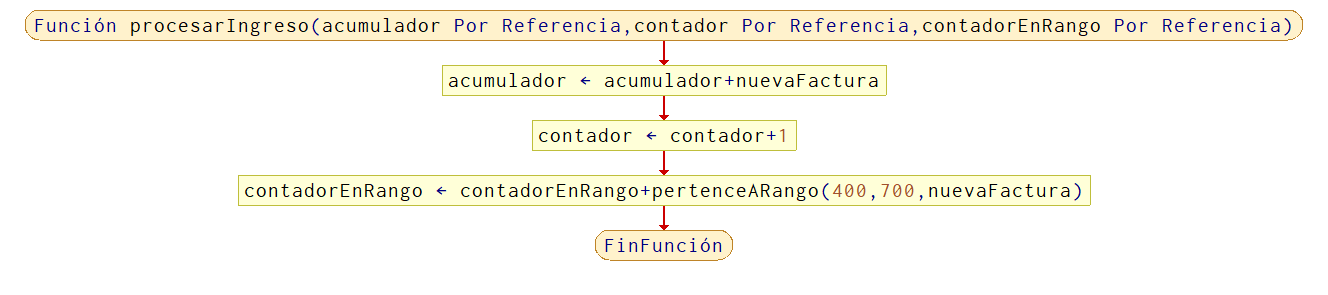 Función procesarIngreso(acumulador Por Referencia,contador Por Referencia,contadorEnRango Por Referencia)
acumulador ← acumulador+nuevaFactura
contador ← contador+1
contadorEnRango ← contadorEnRango+pertenceARango(400,700,nuevaFactura)
FinFunción